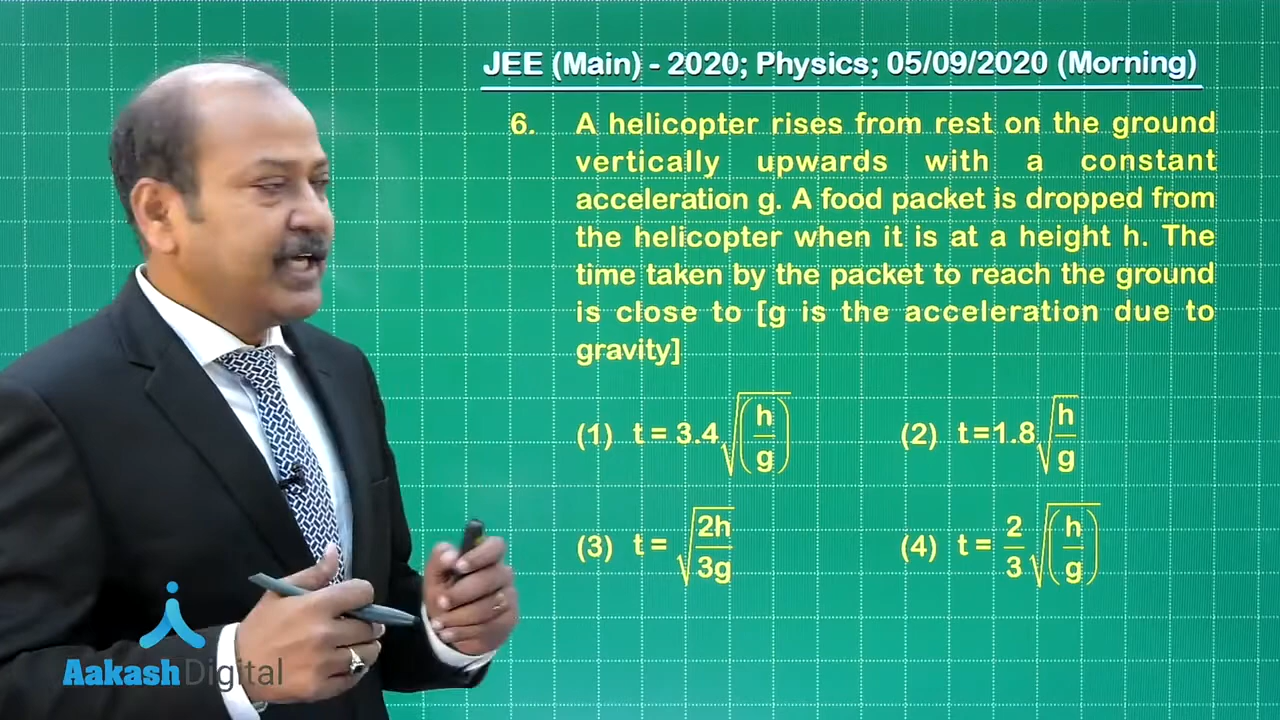 JEE (Main) - 2020; Physics; 05/09/2020 (Morning)
6. A helicopter rises from rest on the ground
vertically upwards with a constant
acceleration g. A food packet is dropped from
the helicopter when it is at a height h. The
time taken by the packet to reach the ground
is close to [g is the acceleration due to
gravity]
(1) t = 3.4√(h/g) (2) t=1.8√h/g
(3) t = √2h/3g (4) t = 2/3√(h/g)
Aakash Digital